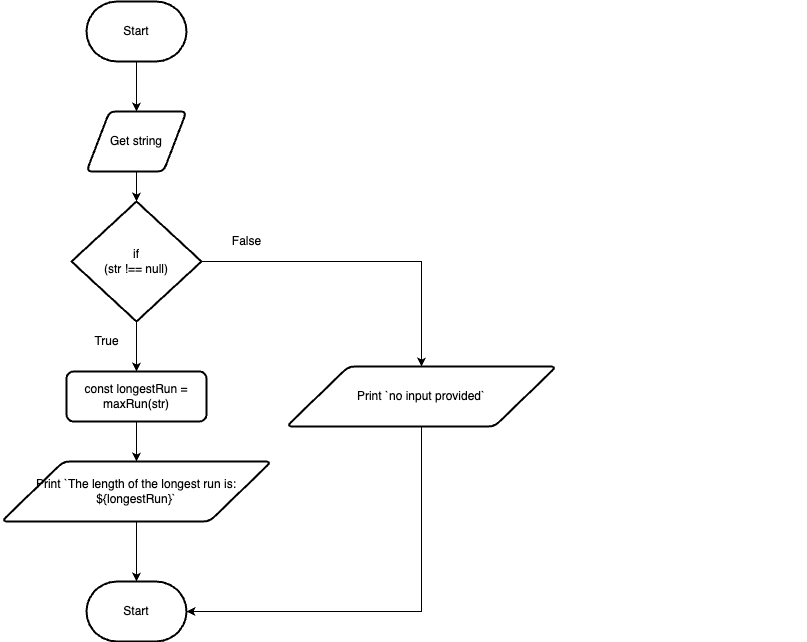 Start
Get string
if
(str !== null)
False
True
const longestRun =
maxRun(str)
Print `no input provided`
Print `The length of the longest run is:
${longestRun}`
Start